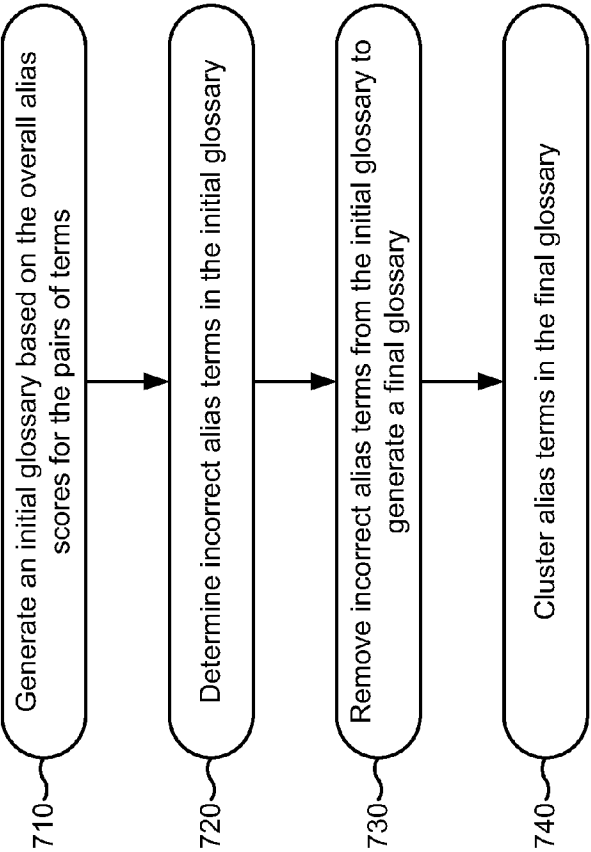 710
Generate an initial glossary based on the overall alias
scores for the pairs of terms
720
Determine incorrect alias terms in the initial glossary
730
Remove incorrect alias terms from the initial glossary to
generate a final glossary
740
Cluster alias terms in the final glossary